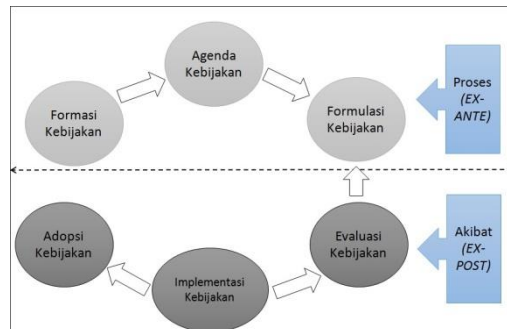 Agenda
Kebijakan
Formasi
Kebijakan
Formulasi
Kebijakan
Proses
(EX-
ANTE)
Adopsi
Kebijakan
Implementasi
Kebijakan
Evaluasi
Kebijakan
Akibat
(EX-
POST)